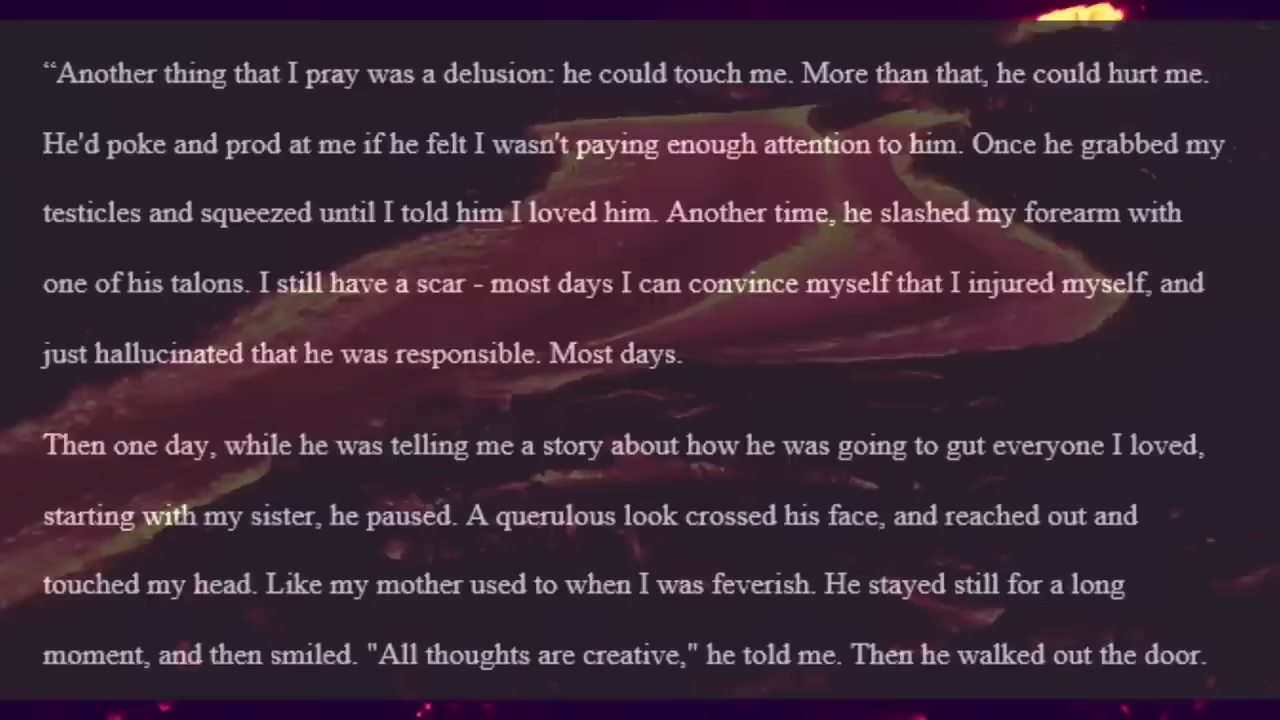 “Another thing that I pray was a delusion: he could touch me. More than that, he could hurt me.
He'd poke and prod at me if he felt I wasn't paying enough attention to him. Once he grabbed my
testicles and squeezed until I told him I loved him. Another time, he slashed my forearm with
one of his talons. I still have a scar - most days I can convince myself that I injured myself, and
just hallucinated that he was responsible. Most days.
Then one day, while he was telling me a story about how he was going to gut everyone I loved,
starting with my sister, he paused. A querulous look crossed his face, and reached out and
touched my head. Like my mother used to when I was feverish. He stayed still for a long
moment, and then smiled. "All thoughts are creative," he told me. Then he walked out the door.